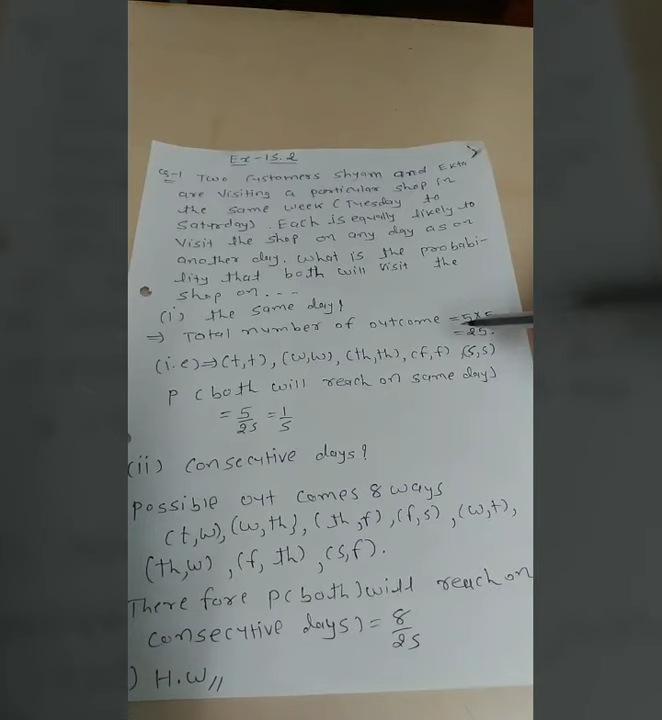 Ex-15.2
Q-1 Two Customers Shyam and Ekta
are visiting a particular shop in
the same week (Tuesday to
Saturday). Each is equally likely to
visit the shop on any day as on
another day. What is the probabi-
lity that both will visit the
shop on....
(i) the same day?
⇒ Total number of outcome = 5×5
= 25.
(i.e) ⇒ (t,t), (w,w), (th,th), (f,f) (s,s)
P (both will reach on same day)
= 5/25 = 1/5
(ii) Consecutive days?
possible out comes 8 ways
(t,w), (w,th), (th,f), (f,s), (w,t),
(th,w), (f,th), (s,f).
There fore P(both) will reach on
consecutive days) = 8/25
) H.W//